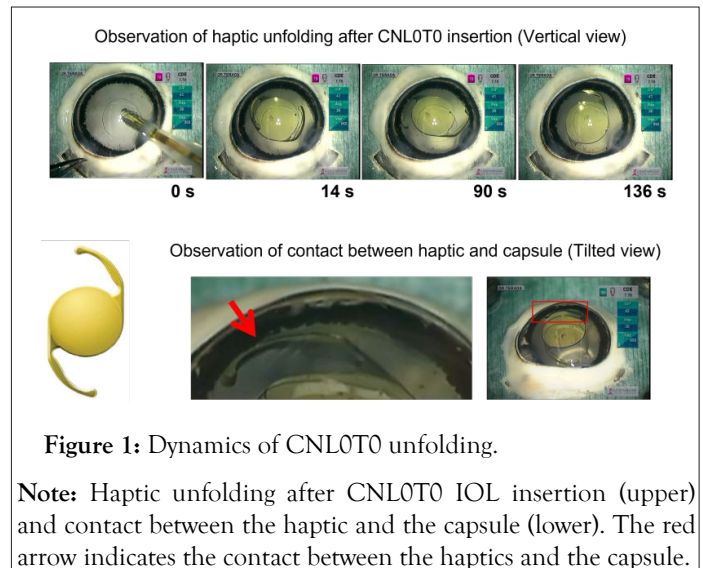 Observation of haptic unfolding after CNL0T0 insertion (Vertical view)
0 s
14 s
90 s
136 s
Observation of contact between haptic and capsule (Tilted view)
Figure 1: Dynamics of CNL0T0 unfolding.
Note: Haptic unfolding after CNL0T0 IOL insertion (upper)
and contact between the haptic and the capsule (lower). The red
arrow indicates the contact between the haptics and the capsule.